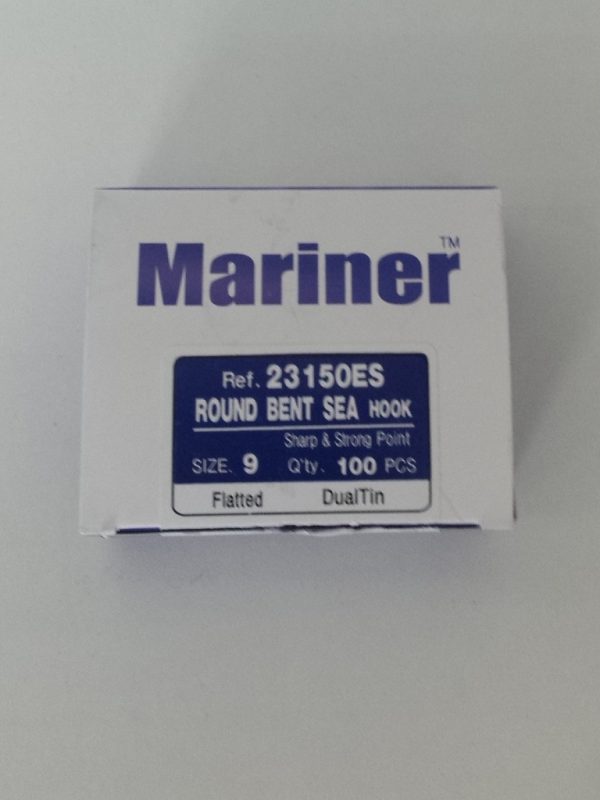 Mariner™
Ref. 23150ES
ROUND BENT SEA HOOK
Sharp & Strong Point
SIZE. 9 Q'ty. 100 PCS
Flatted DualTin